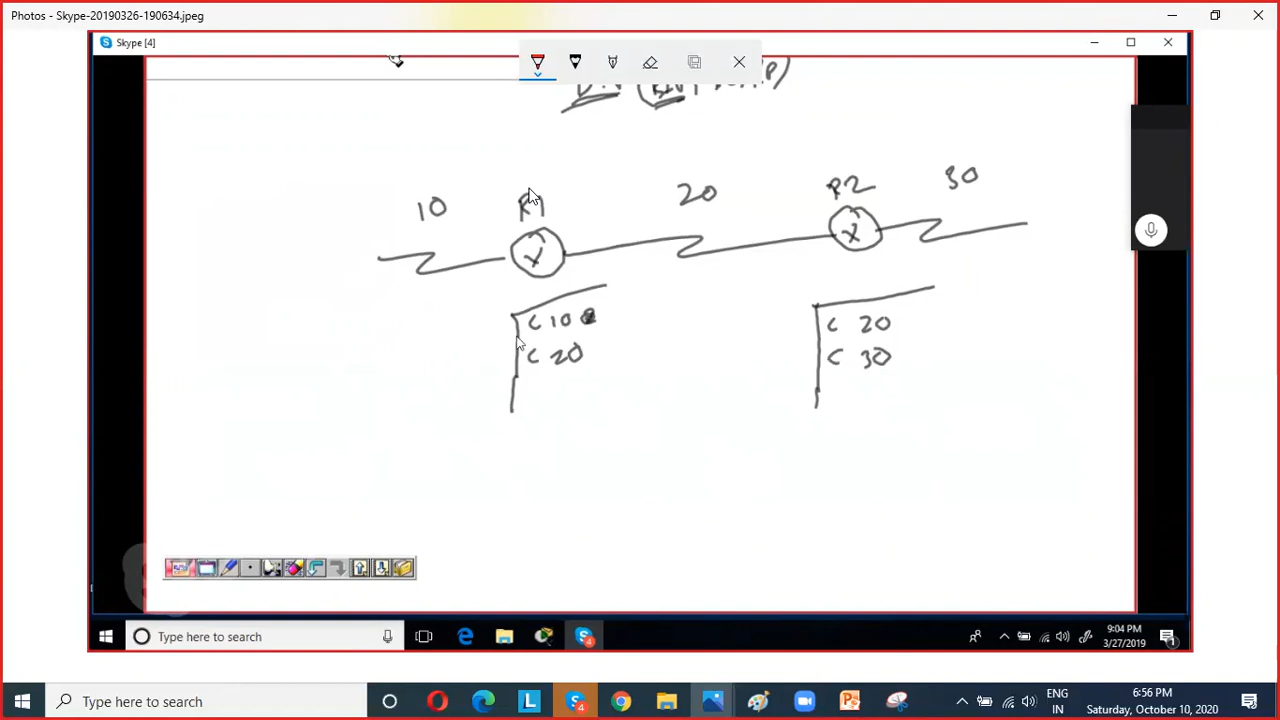 Photos - Skype-20190326-190634.jpeg
Skype [4]
10 R1 20 R2 30
C 10
C 20
C 20
C 30
Type here to search
9:04 PM
3/27/2019
Type here to search
ENG
IN
6:56 PM
Saturday, October 10, 2020